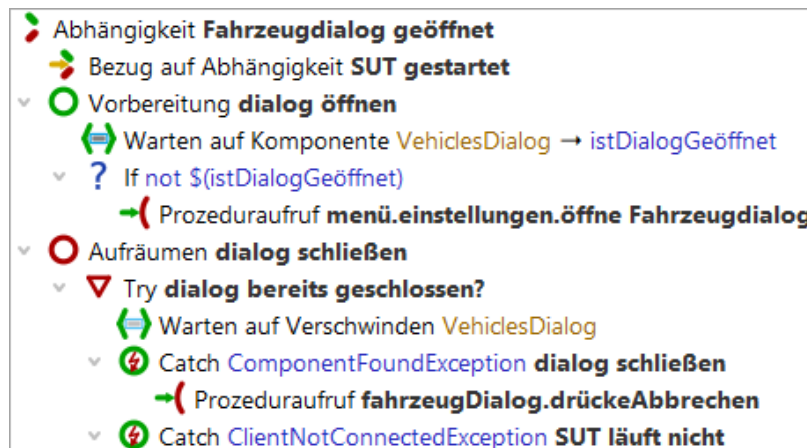 Abhängigkeit Fahrzeugdialog geöffnet
Bezug auf Abhängigkeit SUT gestartet
Vorbereitung dialog öffnen
Warten auf Komponente VehiclesDialog → istDialogGeöffnet
? If not $(istDialogGeöffnet)
Prozeduraufruf menü.einstellungen.öffne Fahrzeugdialog
Aufräumen dialog schließen
Try dialog bereits geschlossen?
Warten auf Verschwinden VehiclesDialog
Catch ComponentFoundException dialog schließen
Prozeduraufruf fahrzeugDialog.drückeAbbrechen
Catch ClientNotConnectedException SUT läuft nicht